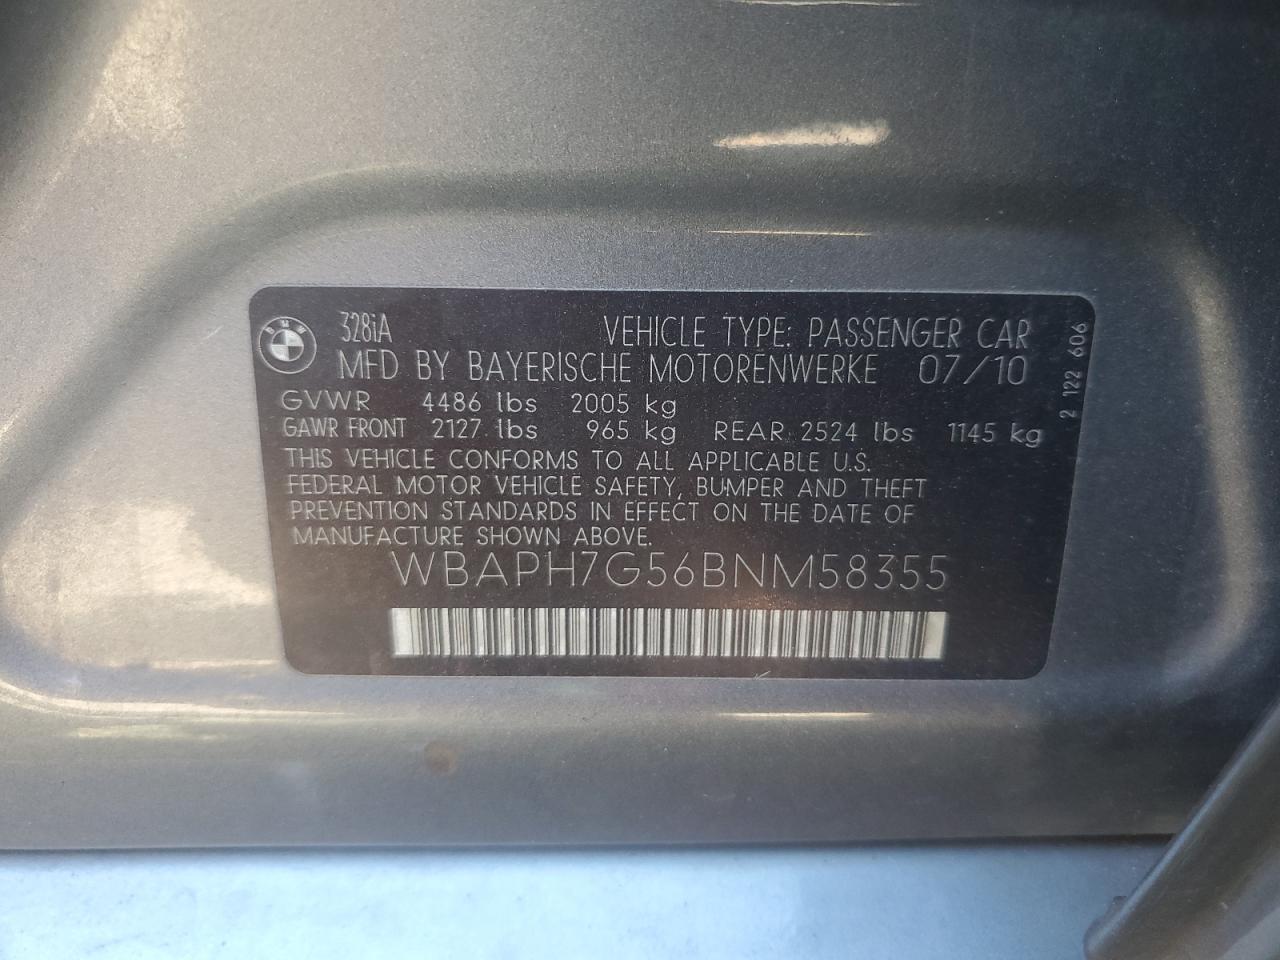 BMW
328iA VEHICLE TYPE: PASSENGER CAR
MFD BY BAYERISCHE MOTORENWERKE 07/10
GVWR 4486 lbs 2005 kg
GAWR FRONT 2127 lbs 965 kg REAR 2524 lbs 1145 kg
THIS VEHICLE CONFORMS TO ALL APPLICABLE U.S.
FEDERAL MOTOR VEHICLE SAFETY, BUMPER AND THEFT
PREVENTION STANDARDS IN EFFECT ON THE DATE OF
MANUFACTURE SHOWN ABOVE.
WBAPH7G56BNM58355
2 122 606